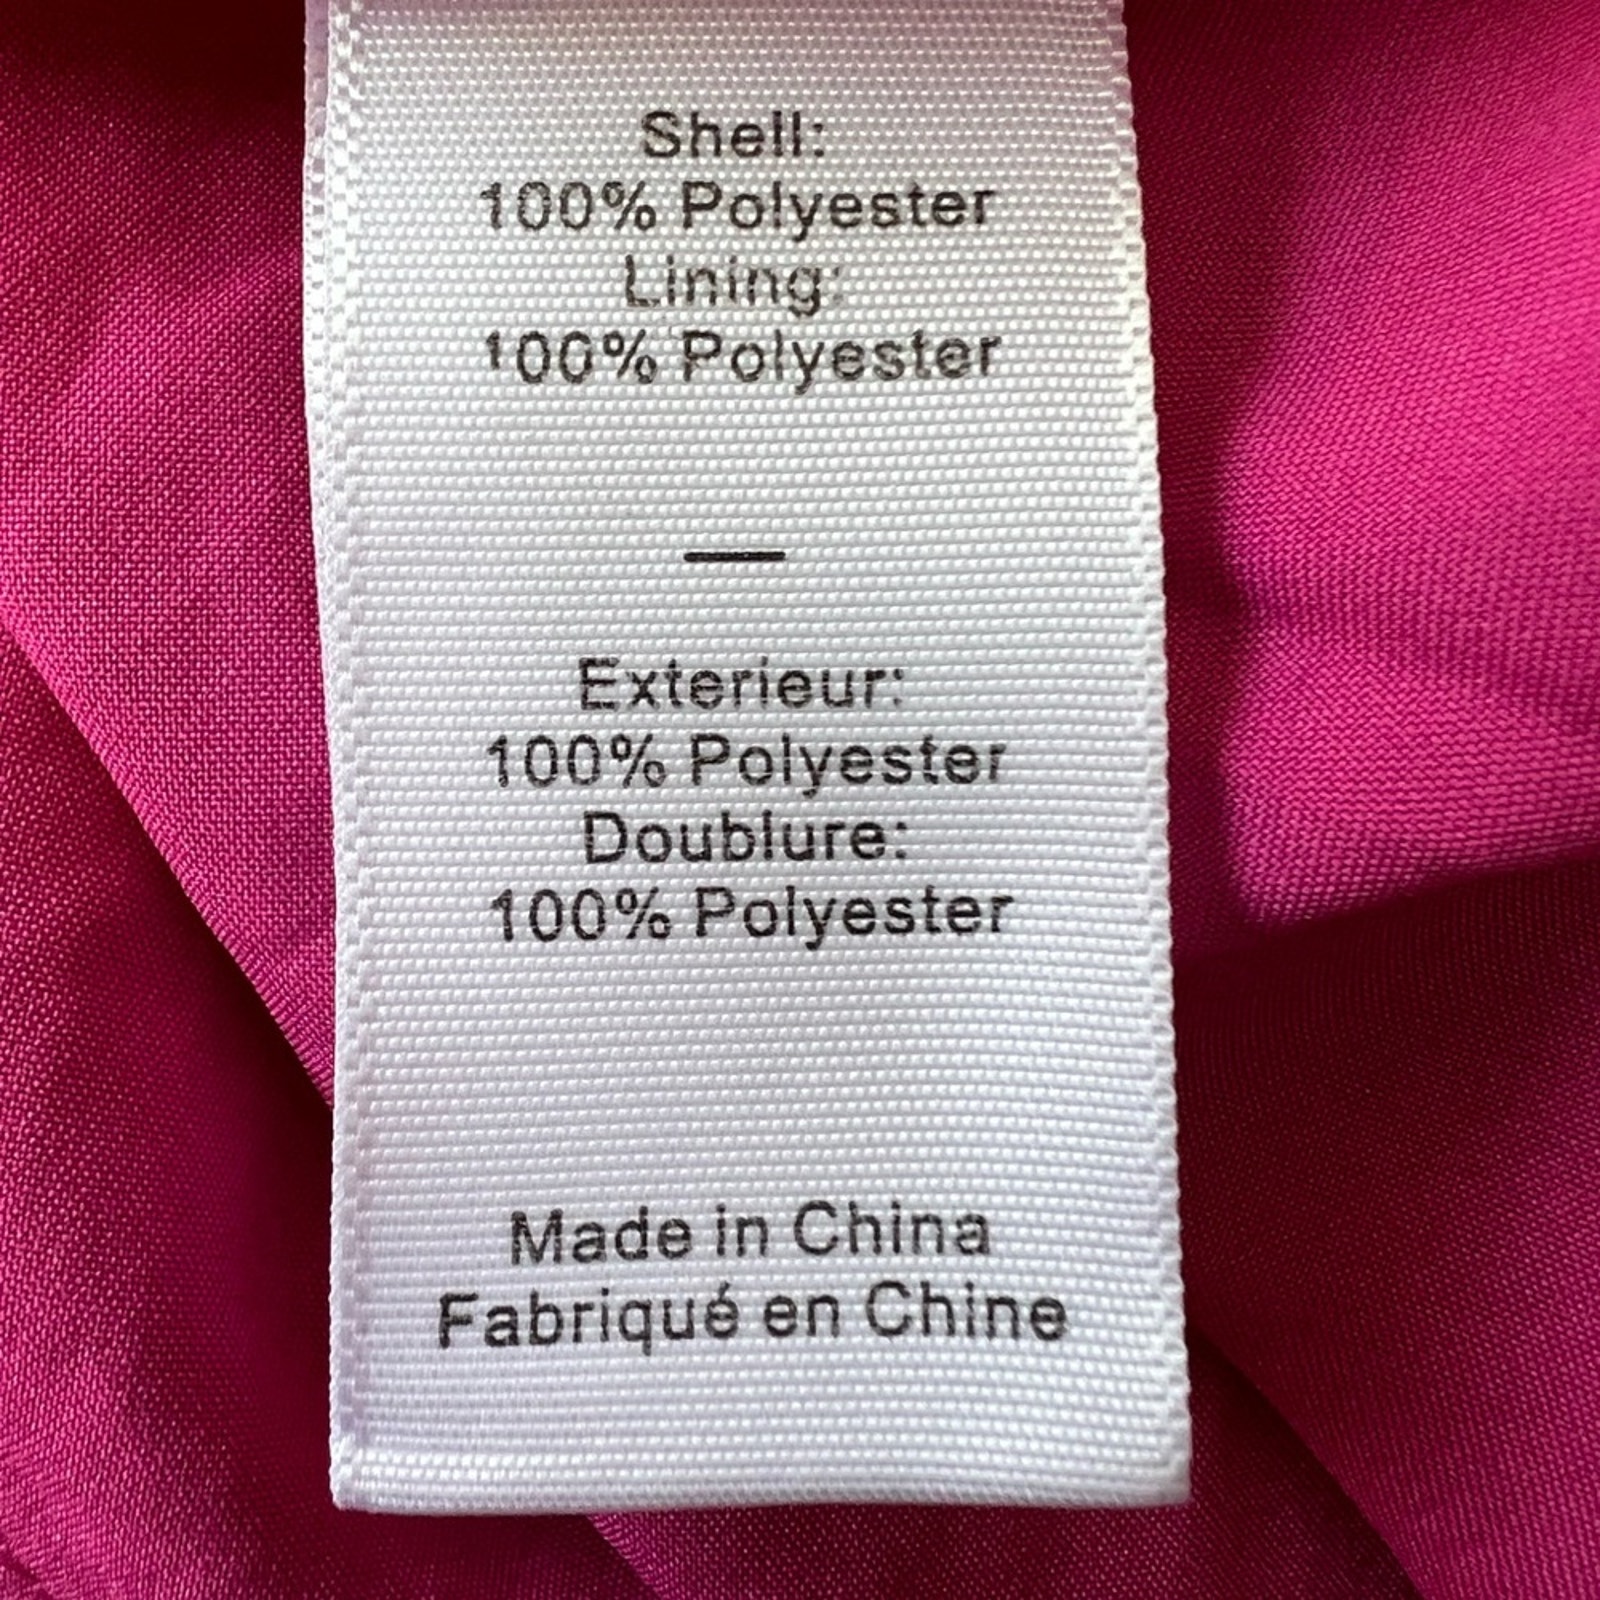 Shell:
100% Polyester
Lining:
100% Polyester
—
Exterieur:
100% Polyester
Doublure:
100% Polyester
Made in China
Fabriqué en Chine